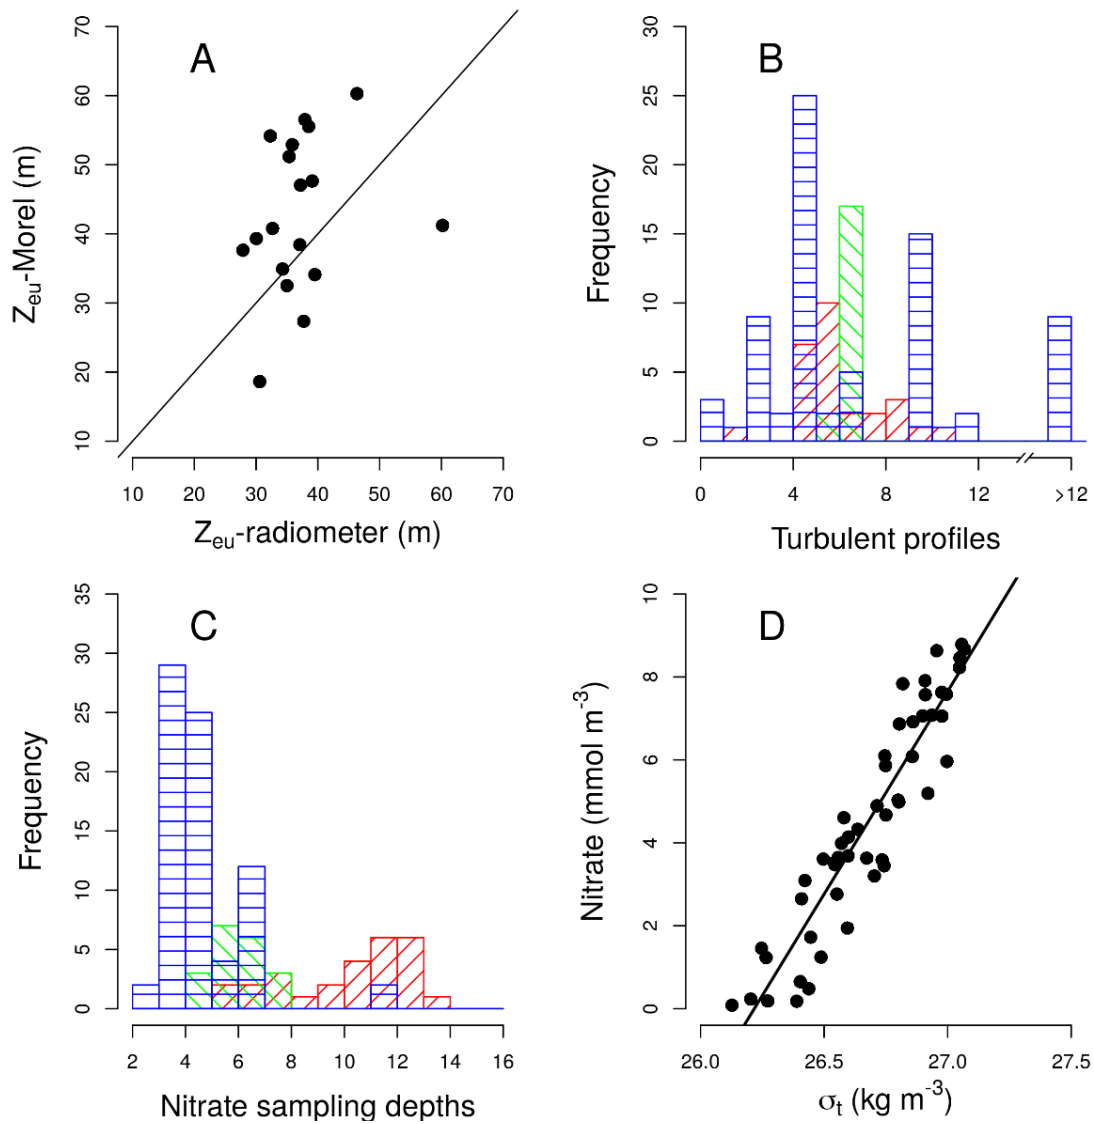 A
70
60
50
40
30
20
10
Zeu-Morel (m)
10 20 30 40 50 60 70
Zeu-radiometer (m)
B
30
25
20
15
10
5
0
Frequency
0 4 8 12 >12
Turbulent profiles
C
35
30
25
20
15
10
5
0
Frequency
2 4 6 8 10 12 14 16
Nitrate sampling depths
D
10
8
6
4
2
0
Nitrate (mmol m-3)
26.0 26.5 27.0 27.5
σt (kg m-3)